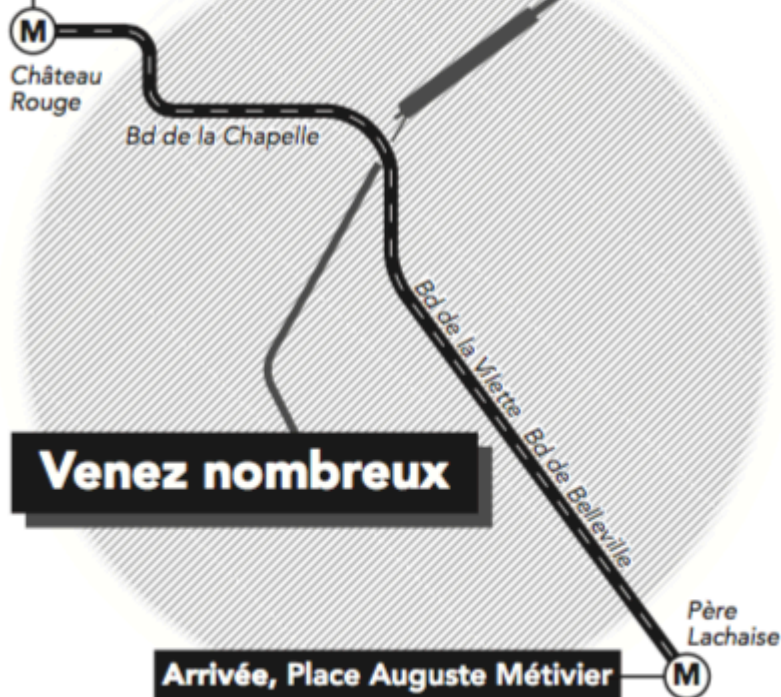 M
Château
Rouge
Bd de la Chapelle
Bd de la Vilette
Bd de Belleville
Venez nombreux
Père
Lachaise
Arrivée, Place Auguste Métivier
M